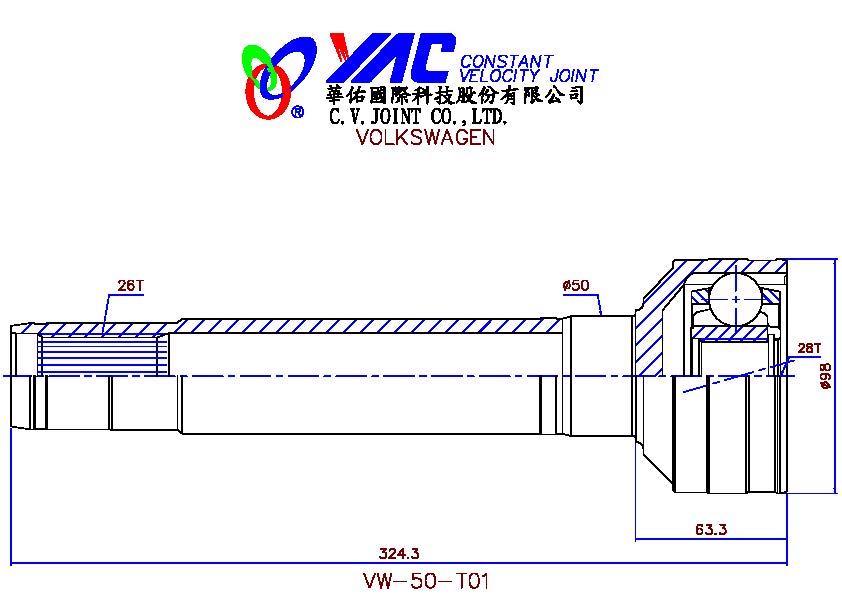 YAC CONSTANT
VELOCITY JOINT
華佑國際科技股份有限公司
® C.V.JOINT CO.,LTD.
VOLKSWAGEN
26T
ø50
28T
ø98
63.3
324.3
VW-50-T01